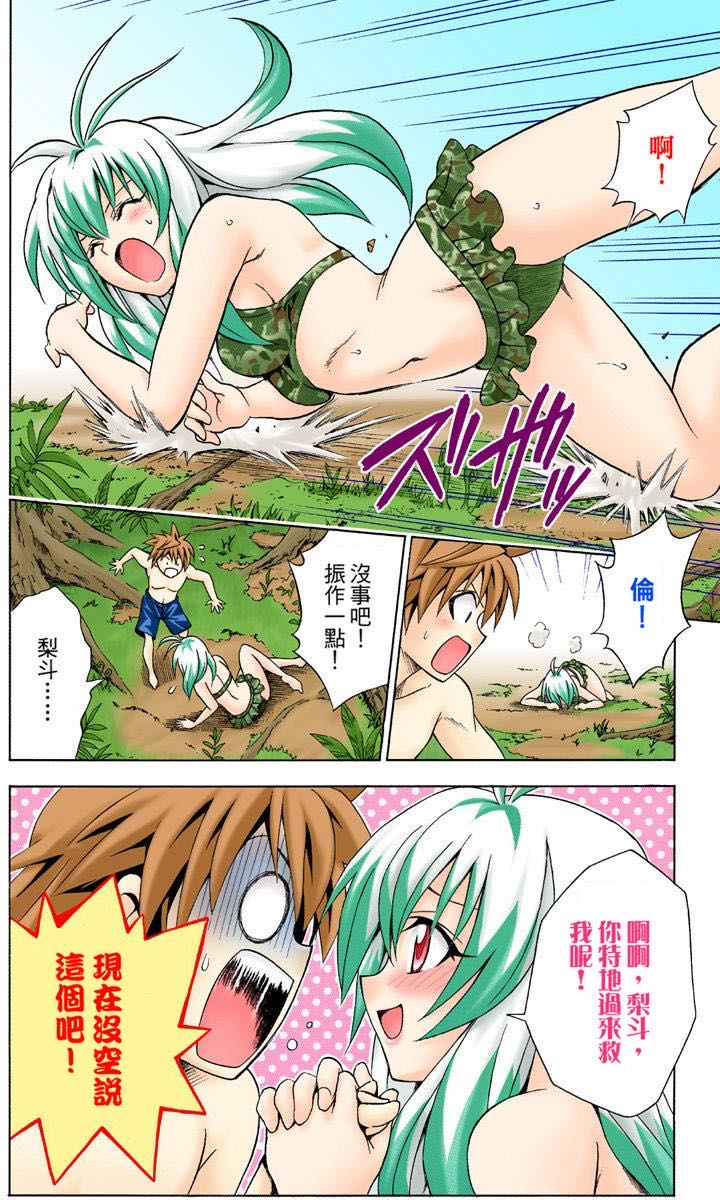 啊！
ズザザッ
倫！
沒事吧！
振作一點！
梨斗……
啊啊，梨斗，
你特地過來救
我呢！
現在沒空說
這個吧！